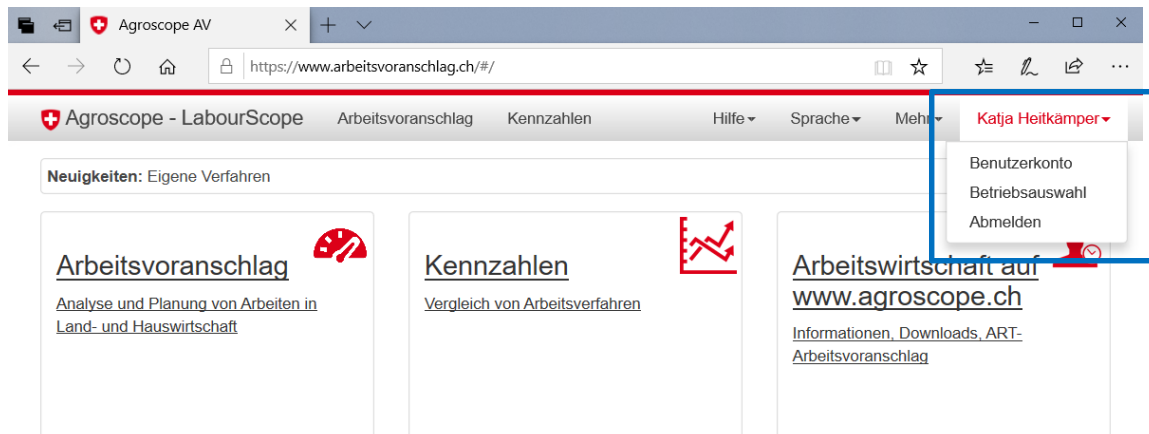 Agroscope AV
https://www.arbeitsvoranschlag.ch/#/
Agroscope - LabourScope Arbeitsvoranschlag Kennzahlen Hilfe Sprache Mehr Katja Heitkämper
Benutzerkonto
Betriebsauswahl
Abmelden
Neuigkeiten: Eigene Verfahren
Arbeitsvoranschlag
Analyse und Planung von Arbeiten in
Land- und Hauswirtschaft
Kennzahlen
Vergleich von Arbeitsverfahren
Arbeitswirtschaft auf
www.agroscope.ch
Informationen, Downloads, ART-
Arbeitsvoranschlag